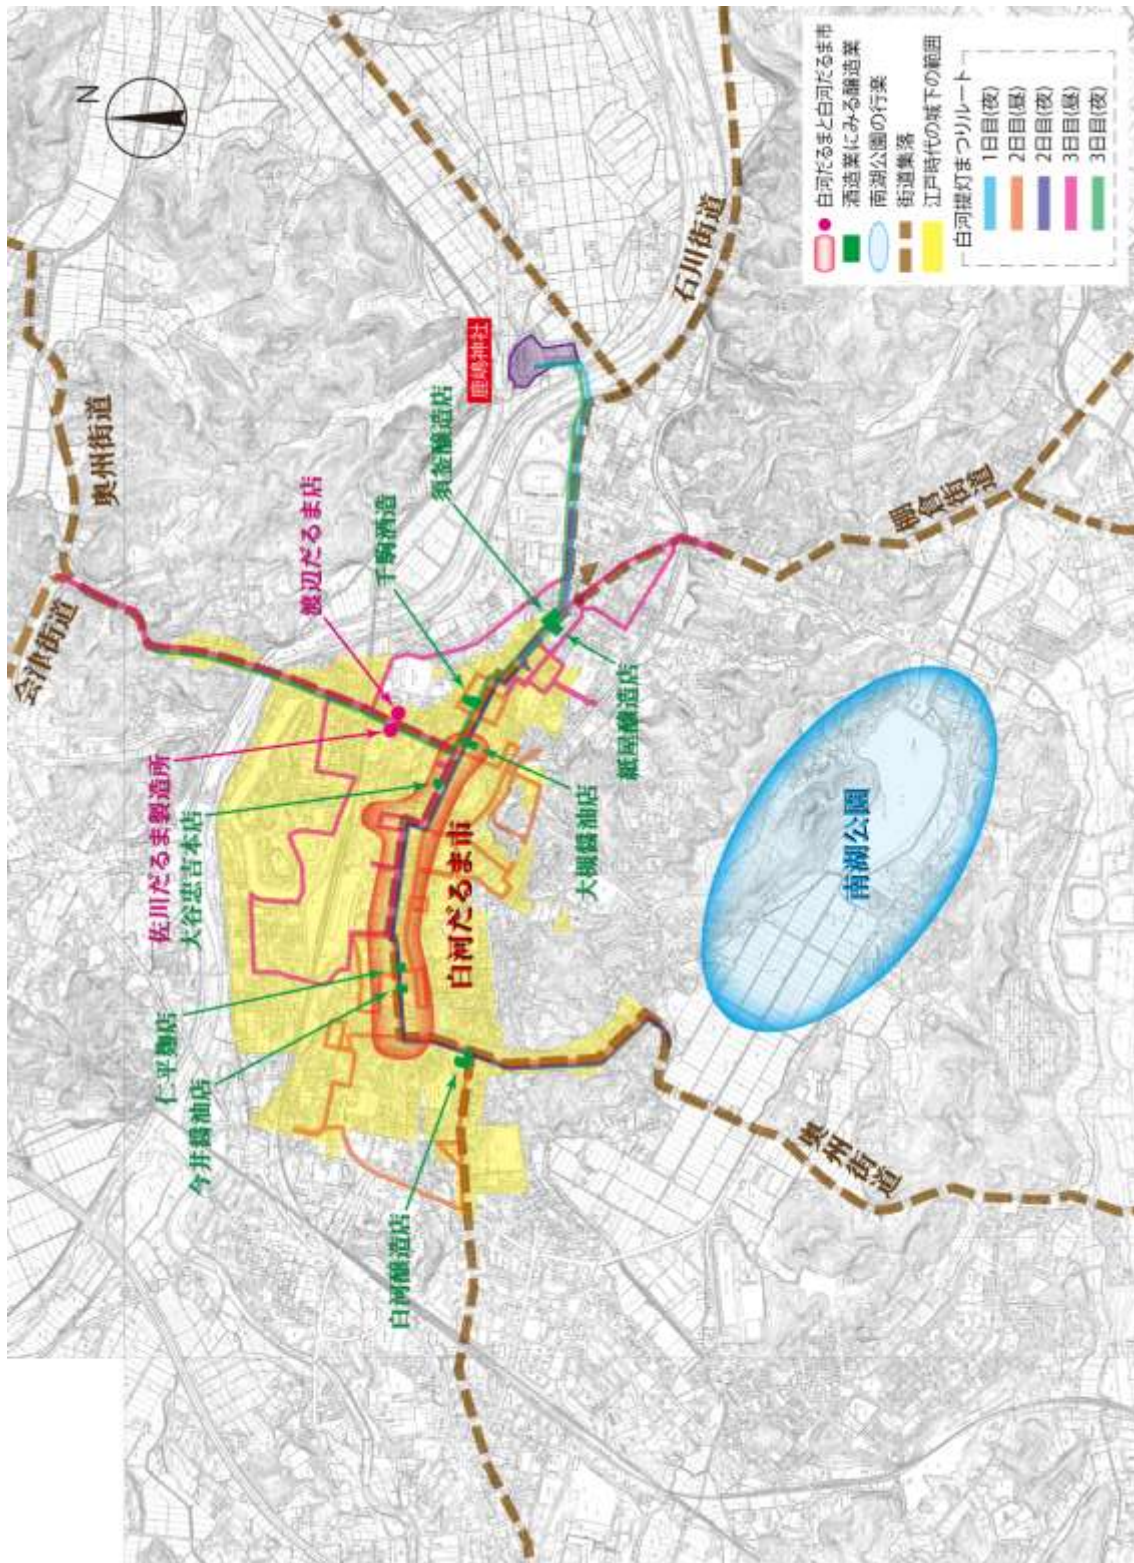 N
白河だるまと白河だるま市
酒造業にみる醸造業
南湖公園の行楽
街道集落
江戸時代の城下の範囲
白河提灯まつりルート
1日目(夜)
2日目(昼)
2日目(夜)
3日目(昼)
3日目(夜)
会津街道
奥州街道
石川街道
鹿嶋神社
渡辺だるま店
千駒酒造
須釜醸造店
棚倉街道
佐川だるま製造所
大谷忠吉本店
仁平麹店
今井醤油店
白河だるま市
大槻醤油店
紙屋醸造店
白河醸造店
南湖公園
奥州街道